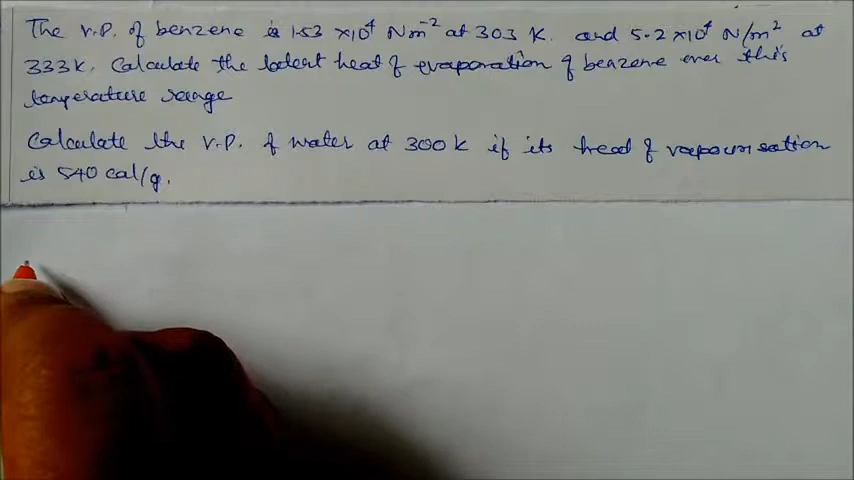 The V.P. of benzene is 1.53 ×10⁴ Nm⁻² at 303 K. and 5.2 ×10⁴ N/m² at
333K. Calculate the latent heat of evaporation of benzene over this
temperature range
Calculate the V.P. of water at 300 K if its heat of vapourisation
is 540 cal/g.